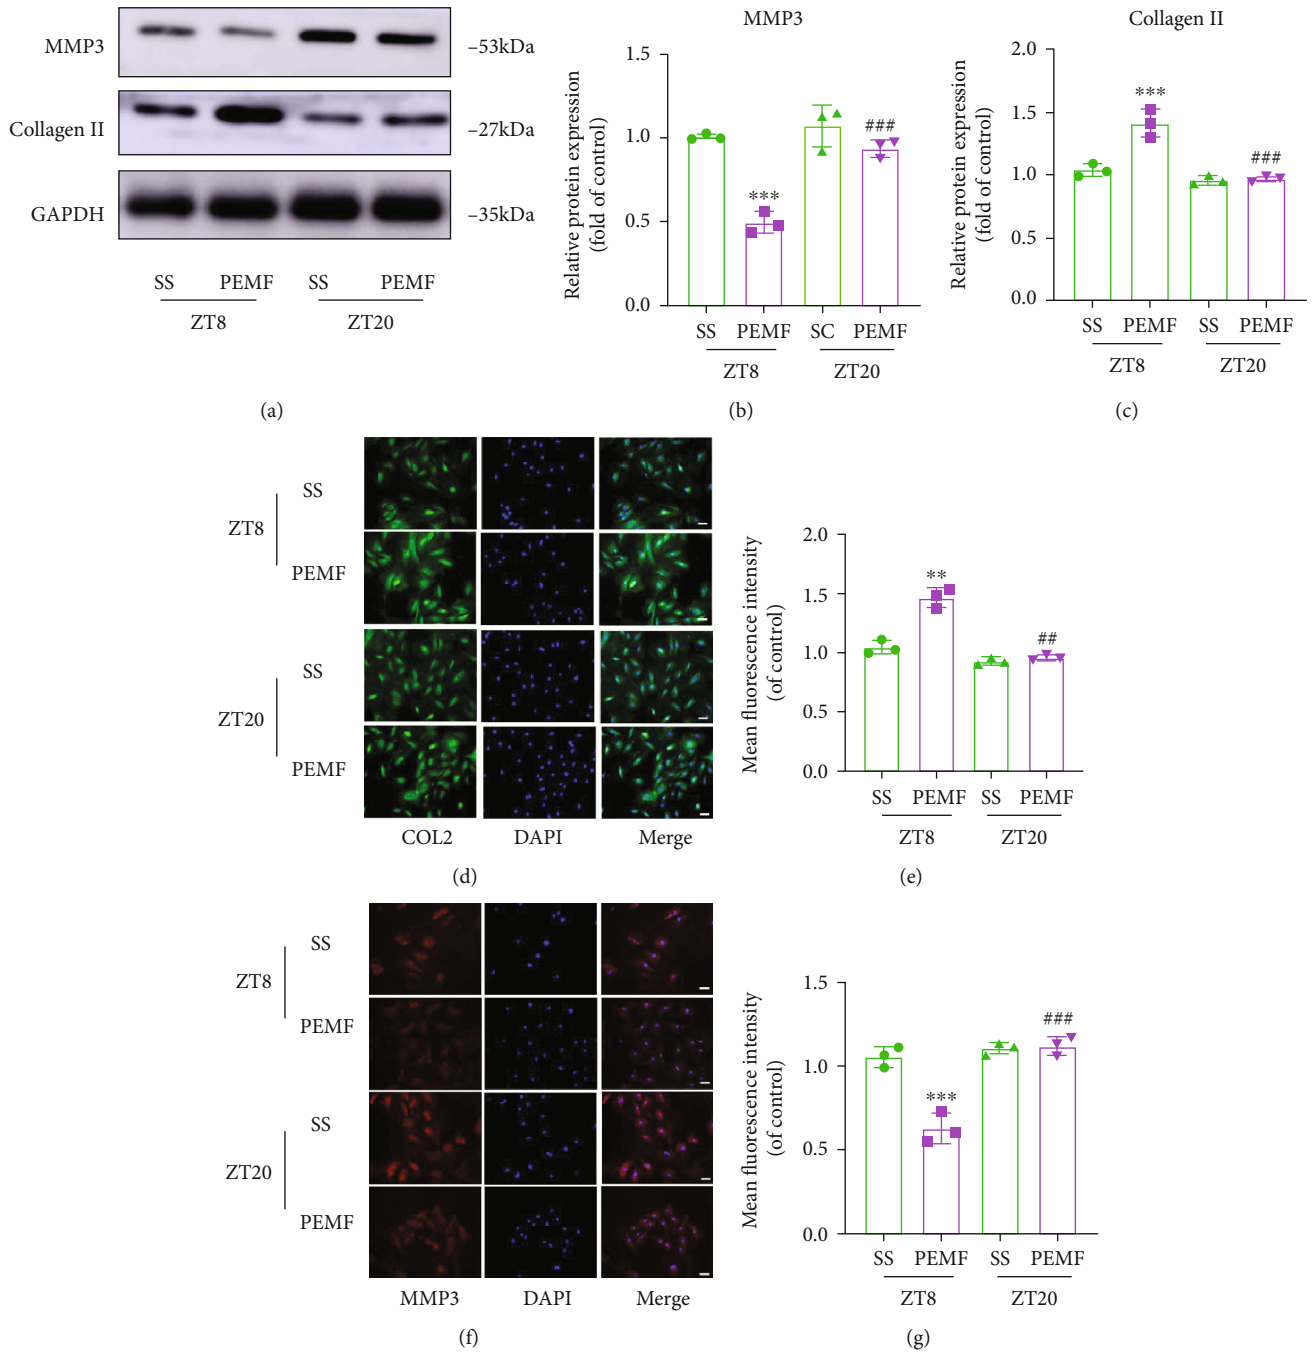 MMP3
–53kDa
Collagen II
–27kDa
GAPDH
–35kDa
SS PEMF SS PEMF
ZT8 ZT20
(a)
MMP3
Relative protein expression
(fold of control)
1.5
1.0
0.5
0.0
***
###
SS PEMF SC PEMF
ZT8 ZT20
(b)
Collagen II
Relative protein expression
(fold of control)
2.0
1.5
1.0
0.5
0.0
***
###
SS PEMF SS PEMF
ZT8 ZT20
(c)
SS
ZT8
PEMF
SS
ZT20
PEMF
COL2 DAPI Merge
(d)
Mean fluorescence intensity
(of control)
2.0
1.5
1.0
0.5
0.0
**
##
SS PEMF SS PEMF
ZT8 ZT20
(e)
SS
ZT8
PEMF
SS
ZT20
PEMF
MMP3 DAPI Merge
(f)
Mean fluorescence intensity
(of control)
1.5
1.0
0.5
0.0
***
###
SS PEMF SS PEMF
ZT8 ZT20
(g)